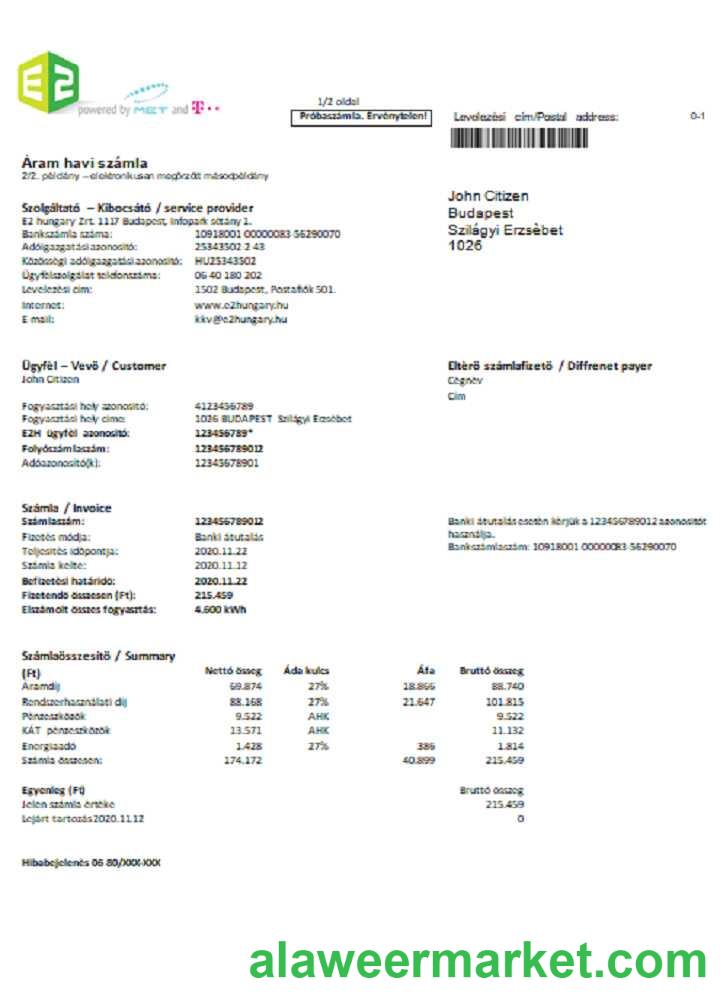 E2
powered by MET and T
1/2 oldal
Próbaszámla. Érvénytelen!
Levelezési cím/Postal address: 0-1
Áram havi számla
2/2. példány – elektronikusan megőrzött másodpéldány
John Citizen
Budapest
Szilágyi Erzsèbet
1026
Szolgáltató – Kibocsátó / service provider
E2 hungary Zrt. 1117 Budapest, Infopark sétány 1.
Bankszámla száma: 10918001 00000083 56290070
Adóigazgatási azonosító: 25343502 2 43
Közösségi adóigazgatási azonosító: HU25343502
Ügyfélszolgálat telefonszáma: 06 40 180 202
Levelezési cím: 1502 Budapest, Postafiók 501.
Internet: www.e2hungary.hu
E mail: kkv@e2hungary.hu
Ügyfél – Vevő / Customer
John Citizen
Eltérő számlafizető / Diffrenet payer
Cégnév
Cím
Fogyasztási hely azonosító: 4123456789
Fogyasztási hely címe: 1026 BUDAPEST Szilágyi Erzsébet
E2H ügyfél azonosító: 123456789*
Folyószámlaszám: 123456789012
Adóazonosító(k): 12345678901
Számla / Invoice
Számlaszám: 123456789012
Fizetés módja: Banki átutalás
Teljesítés időpontja: 2020.11.22
Számla kelte: 2020.11.12
Befizetési határidő: 2020.11.22
Fizetendő összesen (Ft): 215.459
Elszámolt összes fogyasztás: 4.600 kWh
Banki átutalás esetén kérjük a 123456789012 azonosítót
használja.
Bankszámlaszám: 10918001 00000083 56290070
Számlaösszesítő / Summary
(Ft) Nettó össeg Áda kulcs Áfa Bruttó összeg
Áramdíj 69.874 27% 18.866 88.740
Rendszerhasználati díj 88.168 27% 21.647 101.815
Pénzeszközök 9.522 AHK 9.522
KÁT pénzeszközök 13.571 AHK 11.132
Energiaadó 1.428 27% 386 1.814
Számla összesen: 174.172 40.899 215.459
Egyenleg (Ft) Bruttó összeg
Jelen számla értéke 215.459
Lejárt tartozás 2020.11.12 0
Hibabejelenés 06 80/XXX-XXX
alaweermarket.com